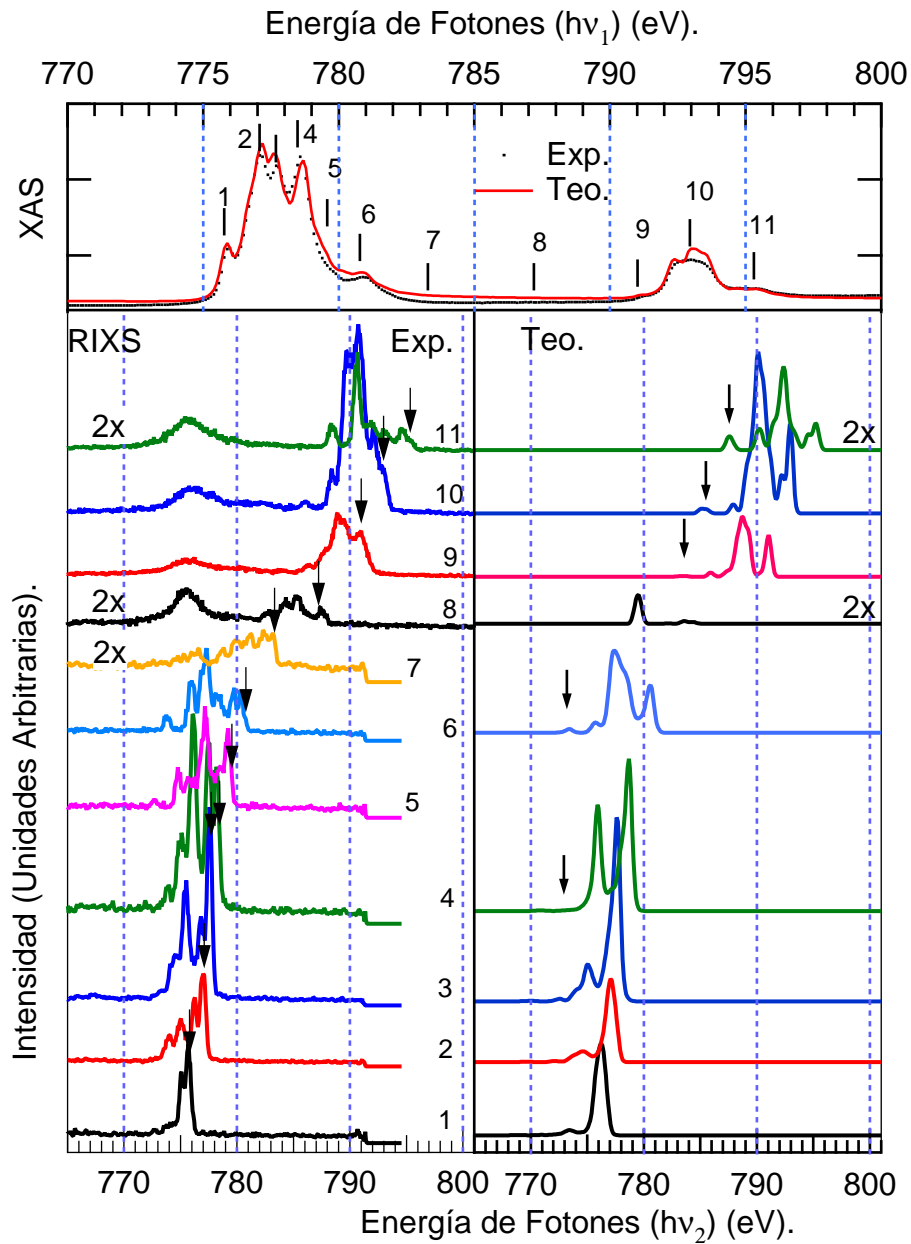 Energía de Fotones (hν₁) (eV).
770 775 780 785 790 795 800
XAS
1 2 4 5 6 7 8 9 10 11
Exp.
Teo.
RIXS Exp. Teo.
2x 11 2x
10
9
2x 8 2x
2x 7
6
5
4
3
2
1
Intensidad (Unidades Arbitrarias).
770 780 790 800 770 780 790 800
Energía de Fotones (hν₂) (eV).